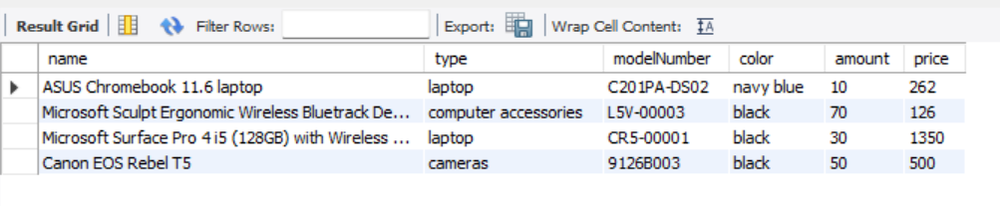 Result Grid Filter Rows: Export: Wrap Cell Content: IA
name type modelNumber color amount price
ASUS Chromebook 11.6 laptop laptop C201PA-DS02 navy blue 10 262
Microsoft Sculpt Ergonomic Wireless Bluetrack De... computer accessories L5V-00003 black 70 126
Microsoft Surface Pro 4 i5 (128GB) with Wireless ... laptop CR5-00001 black 30 1350
Canon EOS Rebel T5 cameras 9126B003 black 50 500